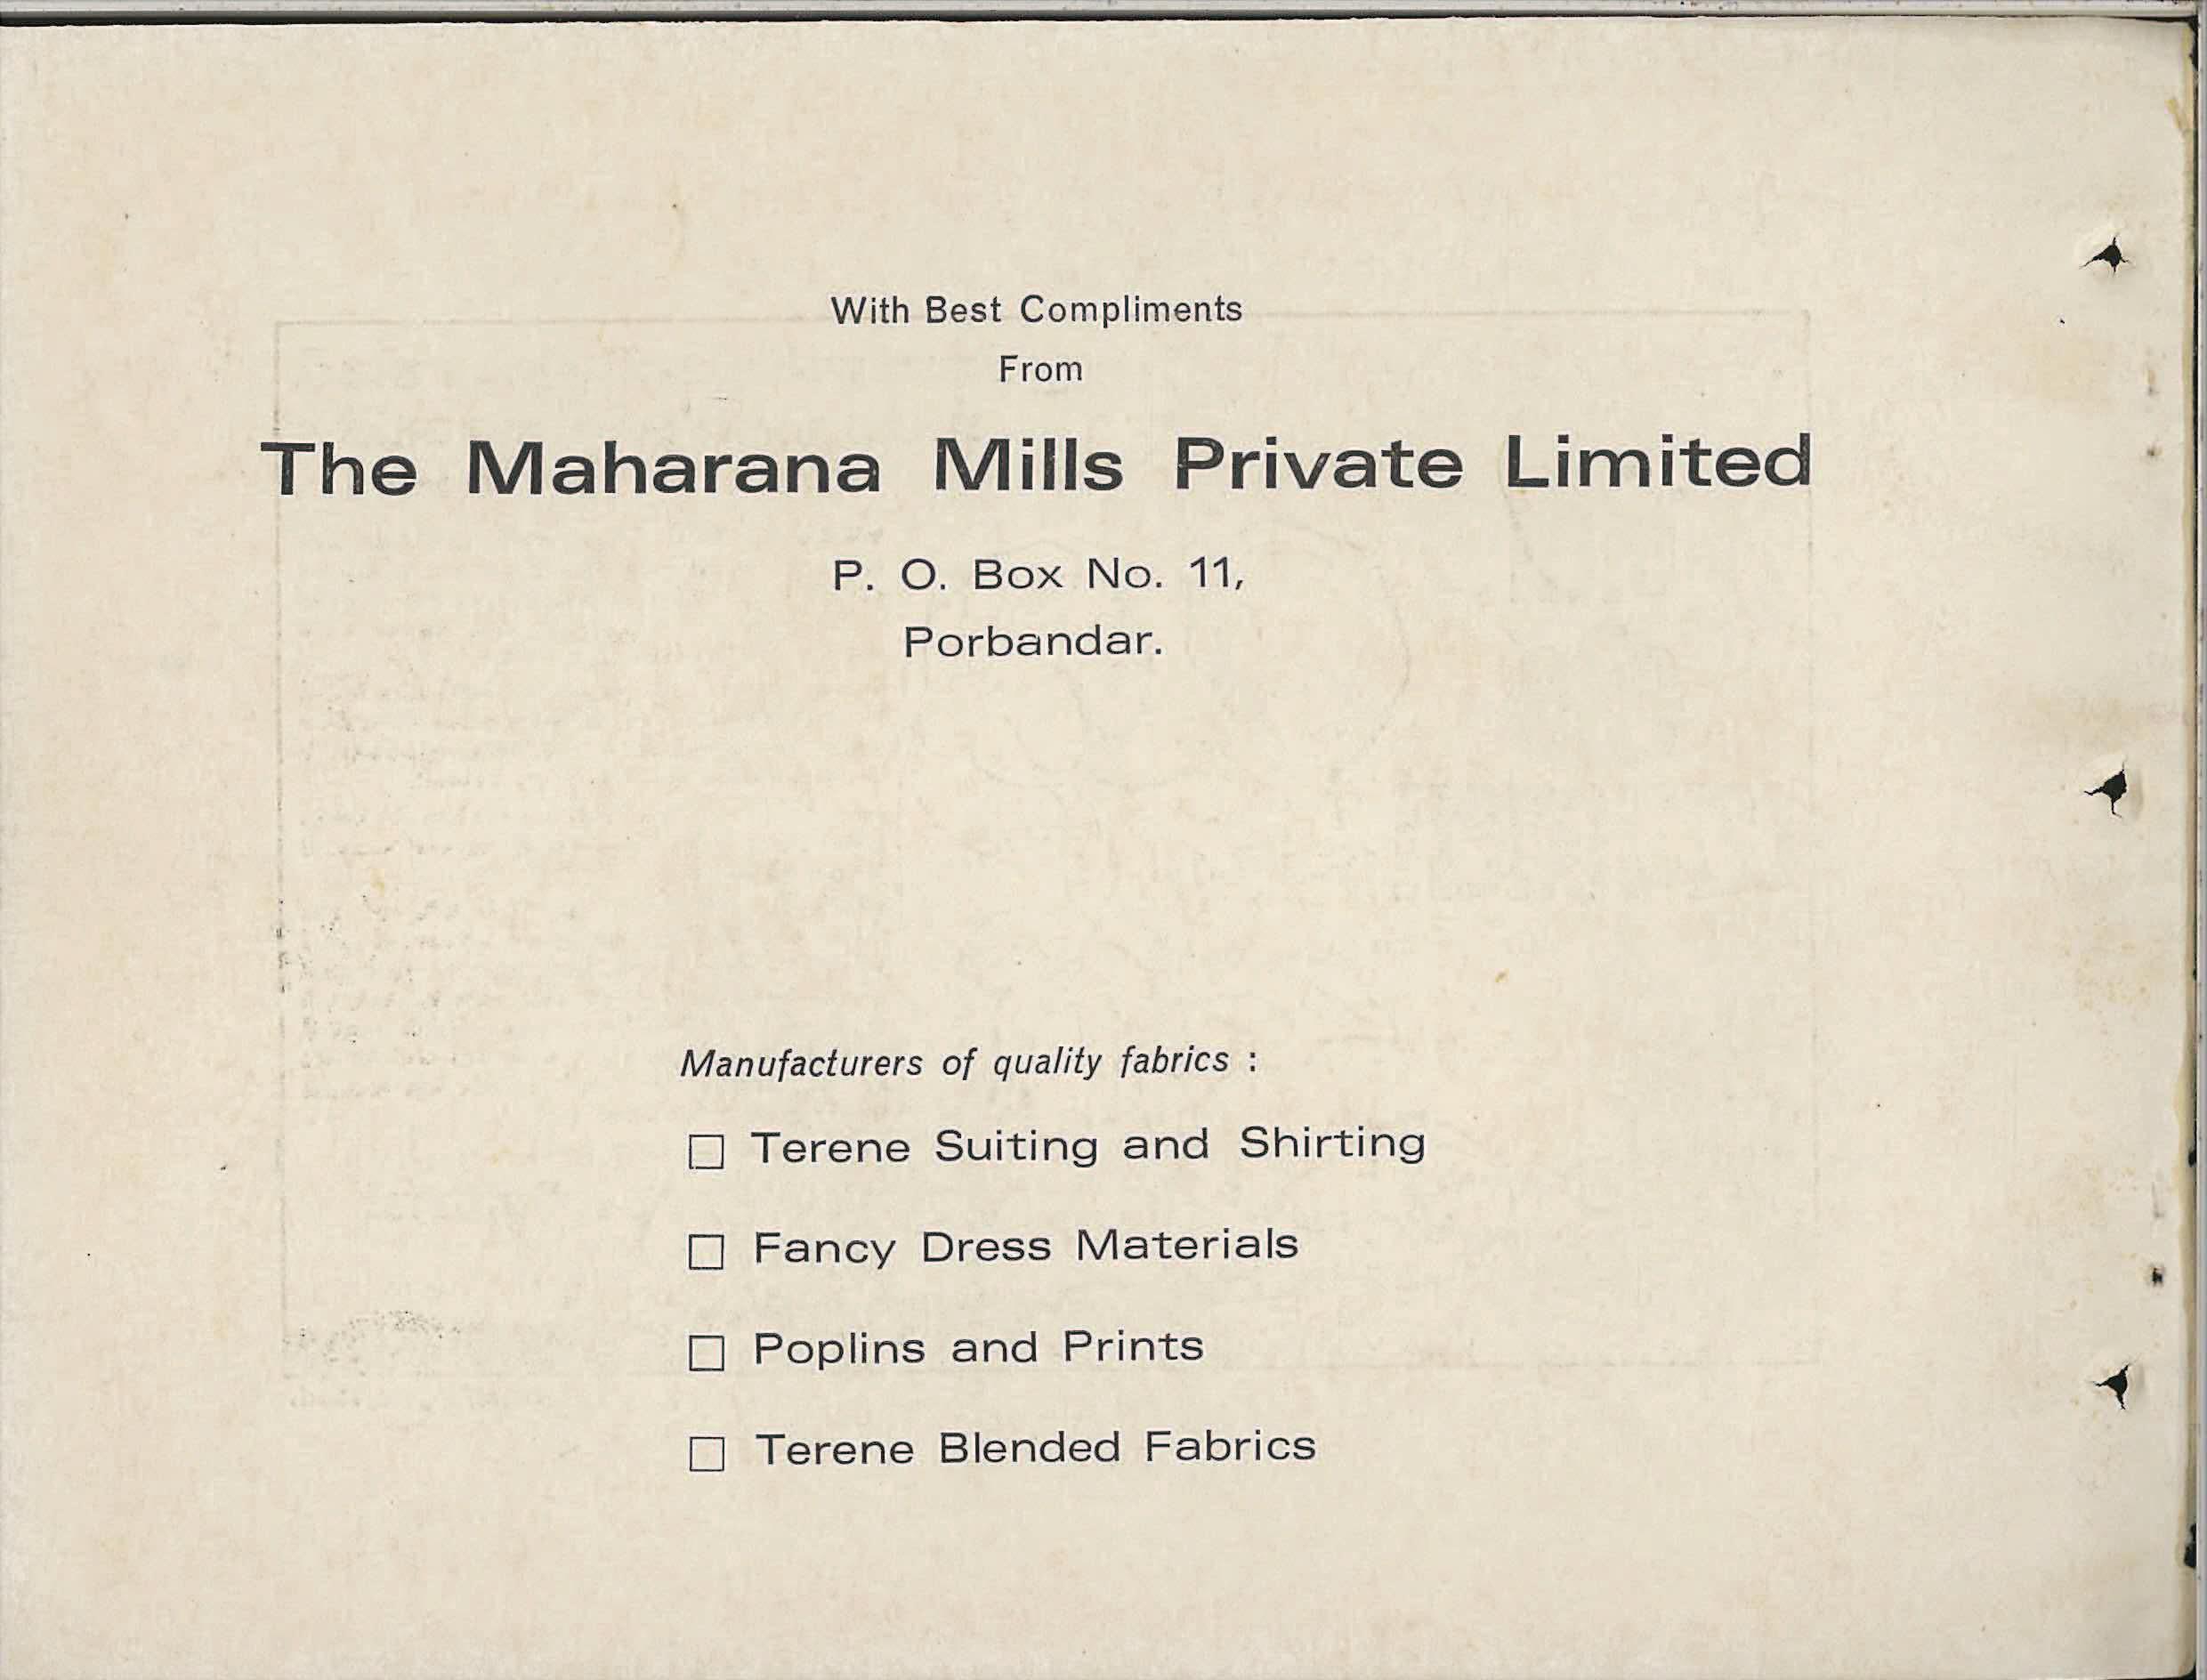 With Best Compliments
From
The Maharana Mills Private Limited
P. O. Box No. 11,
Porbandar.
Manufacturers of quality fabrics :
☐ Terene Suiting and Shirting
☐ Fancy Dress Materials
☐ Poplins and Prints
☐ Terene Blended Fabrics